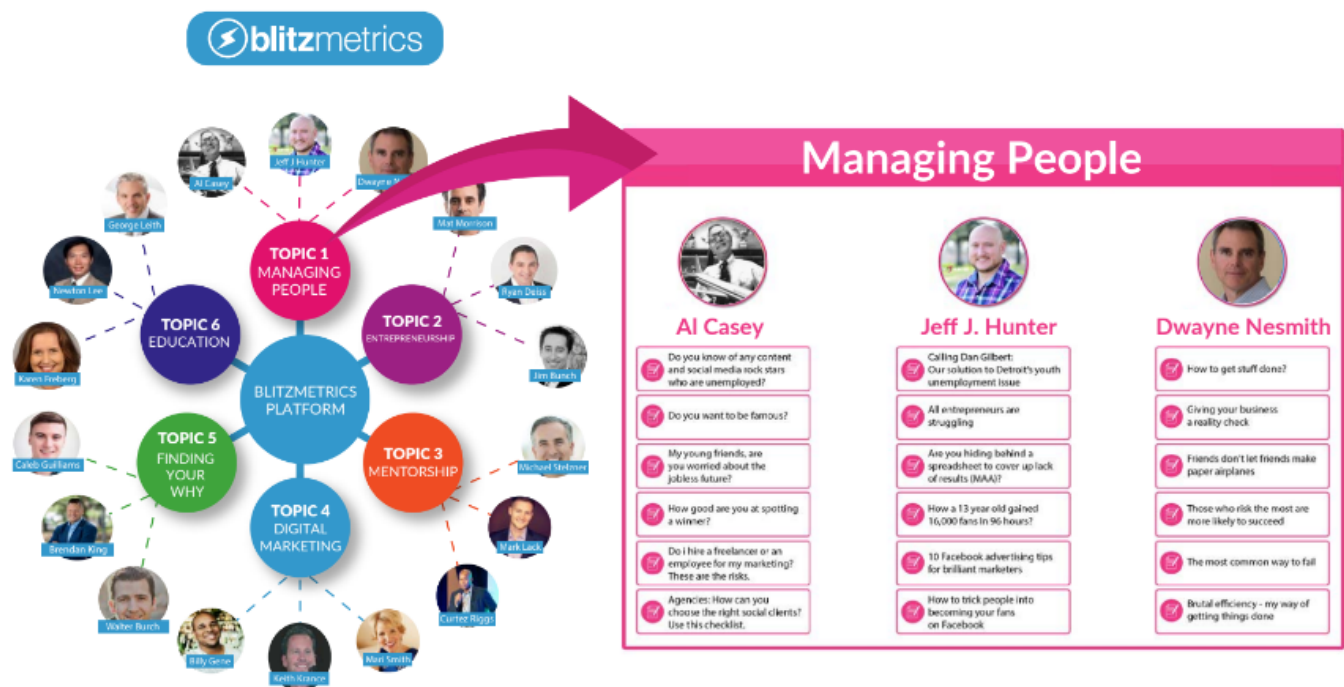 blitzmetrics
Al Casey
Jeff J Hunter
Dwayne N
Mat Morrison
Ryan Deiss
Jim Bunch
Michael Stelzner
Mark Lack
Curtez Riggs
Mari Smith
Keith Krance
Billy Gene
Walter Burch
Brendan King
Caleb Guilliams
Karen Freberg
Newton Lee
George Leith
TOPIC 1
MANAGING
PEOPLE
TOPIC 2
ENTREPRENEURSHIP
TOPIC 3
MENTORSHIP
TOPIC 4
DIGITAL
MARKETING
TOPIC 5
FINDING
YOUR
WHY
TOPIC 6
EDUCATION
BLITZMETRICS
PLATFORM
Managing People
Al Casey
Do you know of any content
and social media rock stars
who are unemployed?
Do you want to be famous?
My young friends, are
you worried about the
jobless future?
How good are you at spotting
a winner?
Do i hire a freelancer or an
employee for my marketing?
These are the risks.
Agencies: How can you
choose the right social clients?
Use this checklist.
Jeff J. Hunter
Calling Dan Gilbert:
Our solution to Detroit's youth
unemployment issue
All entrepreneurs are
struggling
Are you hiding behind a
spreadsheet to cover up lack
of results (MAA)?
How a 13 year old gained
16,000 fans in 96 hours?
10 Facebook advertising tips
for brilliant marketers
How to trick people into
becoming your fans
on Facebook
Dwayne Nesmith
How to get stuff done?
Giving your business
a reality check
Friends don't let friends make
paper airplanes
Those who risk the most are
more likely to succeed
The most common way to fail
Brutal efficiency - my way of
getting things done